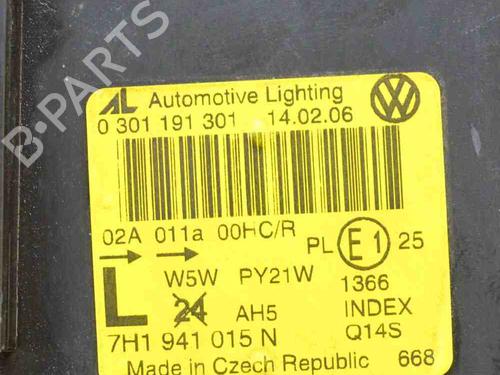 B-PARTS
AL Automotive Lighting
0 301 191 301 14.02.06
02A 011a 00HC/R
PL E1 25
W5W PY21W 1366
L 24 AH5 INDEX
7H1 941 015 N Q14S
Made in Czech Republic 668